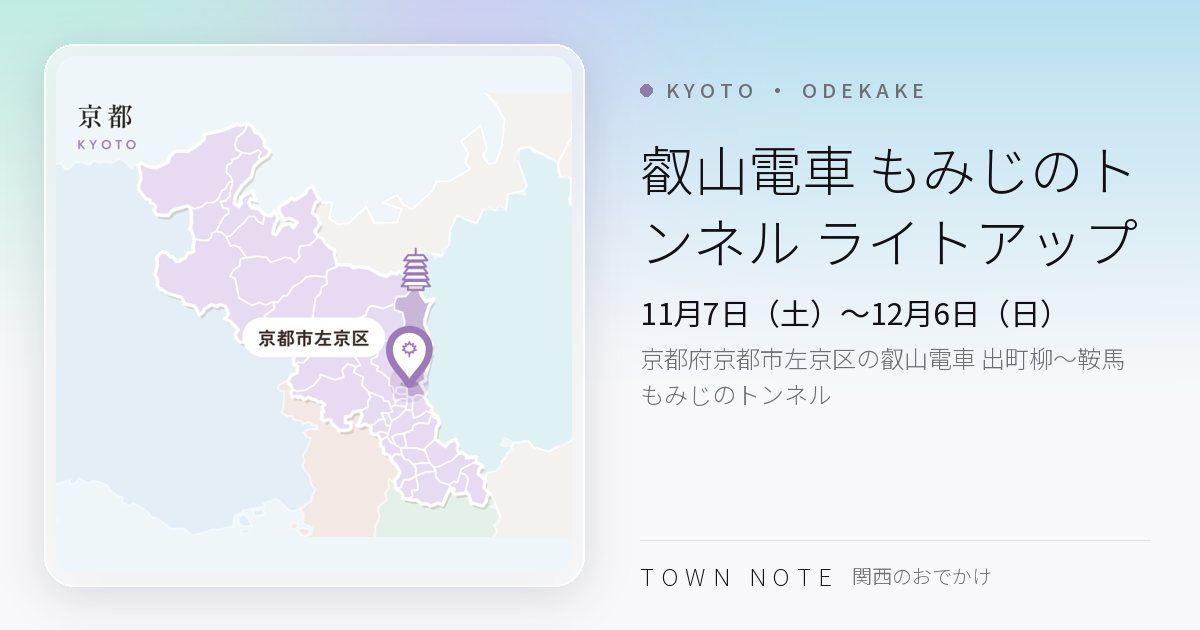 京都
KYOTO
京都市左京区
KYOTO • ODEKAKE
叡山電車 もみじのト
ンネル ライトアップ
11月7日（土）〜12月6日（日）
京都府京都市左京区の叡山電車 出町柳〜鞍馬
もみじのトンネル
TOWN NOTE 関西のおでかけ